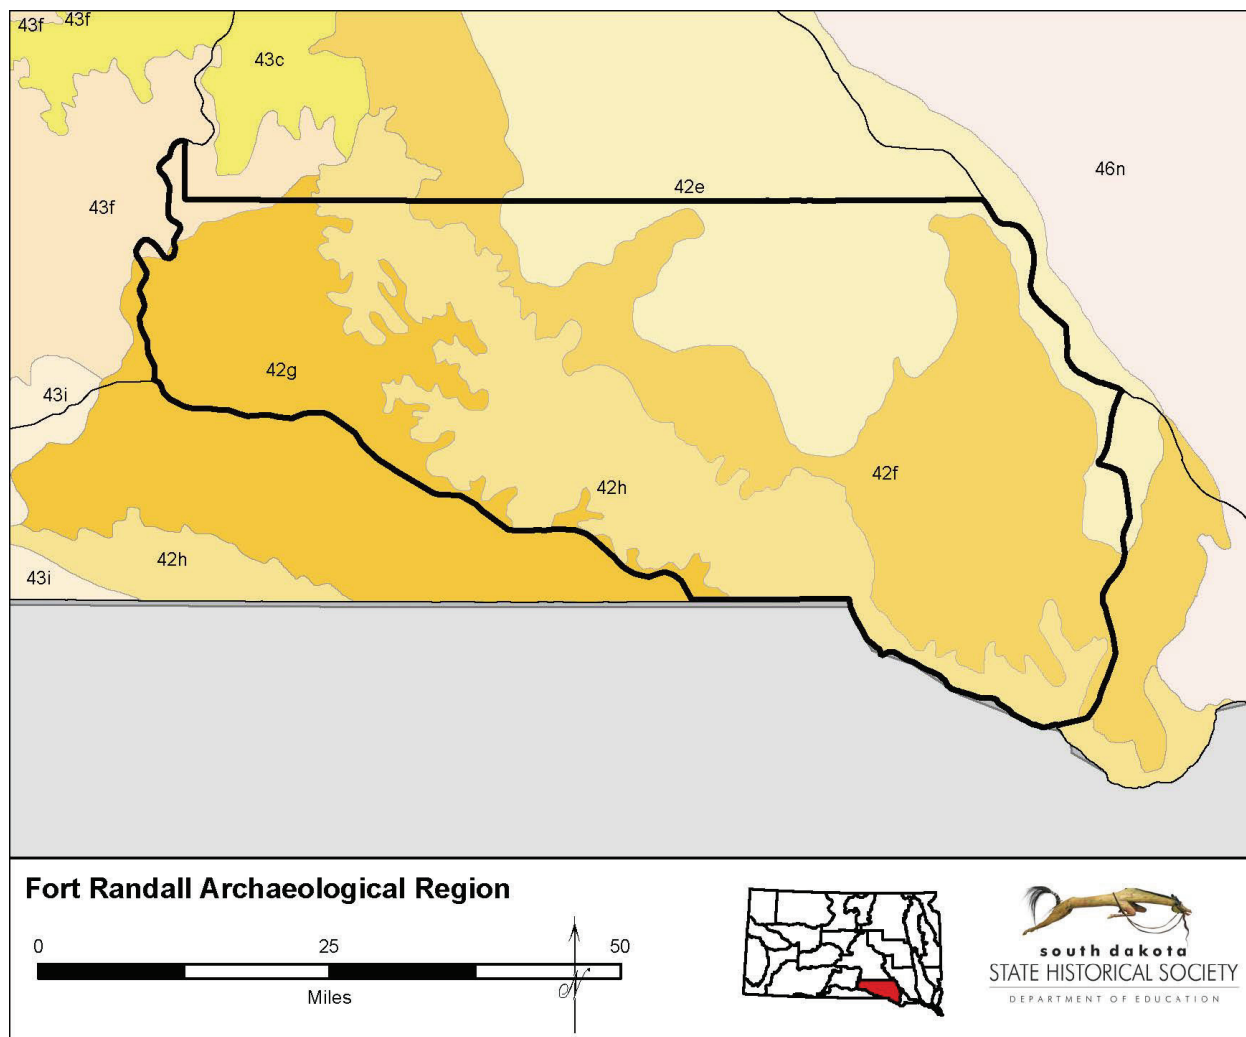 43f
43f
43c
46n
42e
43f
42g
43i
42f
42h
42h
43i
Fort Randall Archaeological Region
0 25 50
Miles
N
south dakota
STATE HISTORICAL SOCIETY
DEPARTMENT OF EDUCATION